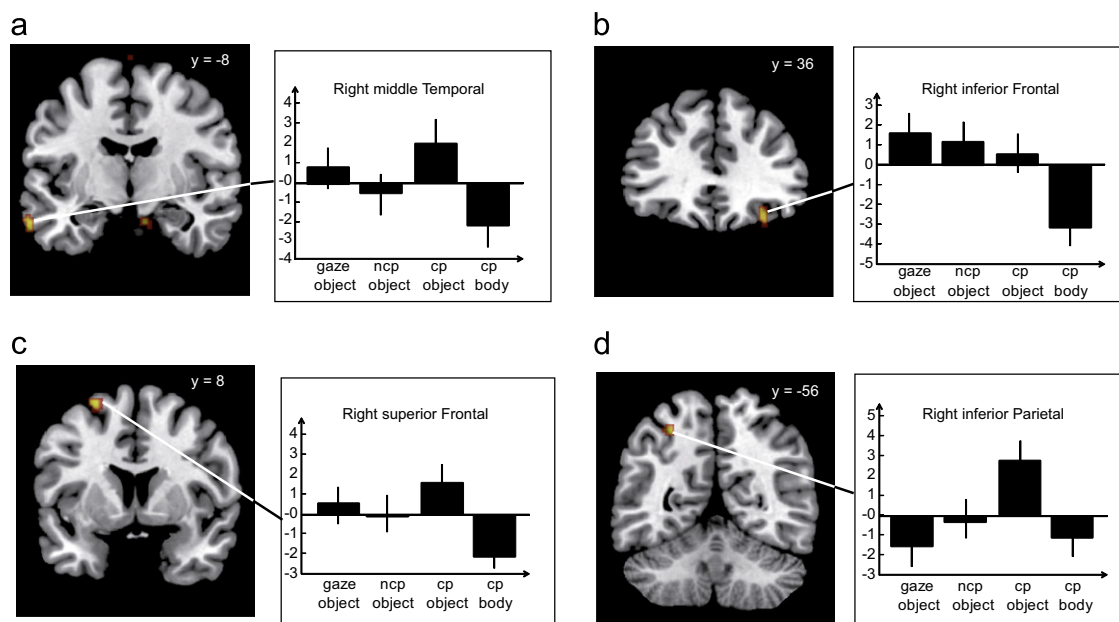 a
y = -8
Right middle Temporal
4
3
2
1
-0
-1
-2
-3
-4
gaze ncp cp cp
object object object body
b
y = 36
Right inferior Frontal
3
2
1
0
-1
-2
-3
-4
-5
gaze ncp cp cp
object object object body
c
y = 8
Right superior Frontal
4
3
2
1
-0
-1
-2
-3
gaze ncp cp cp
object object object body
d
y = -56
Right inferior Parietal
5
4
3
2
1
-0
-1
-2
-3
gaze ncp cp cp
object object object body